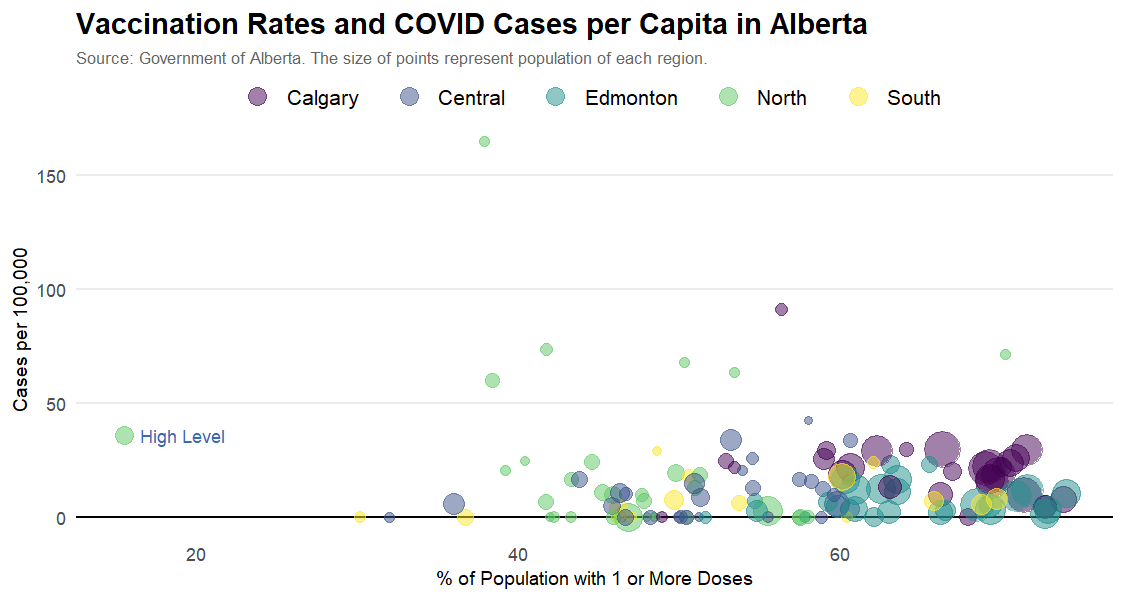 Vaccination Rates and COVID Cases per Capita in Alberta
Source: Government of Alberta. The size of points represent population of each region.
Calgary Central Edmonton North South
150
100
50
0
Cases per 100,000
High Level
20 40 60
% of Population with 1 or More Doses